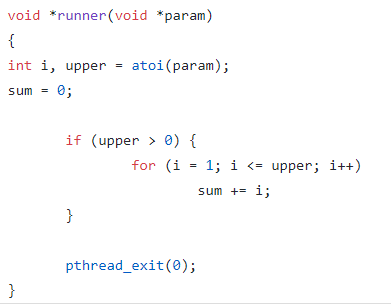 void *runner(void *param)
{
int i, upper = atoi(param);
sum = 0;
if (upper > 0) {
for (i = 1; i <= upper; i++)
sum += i;
}
pthread_exit(0);
}